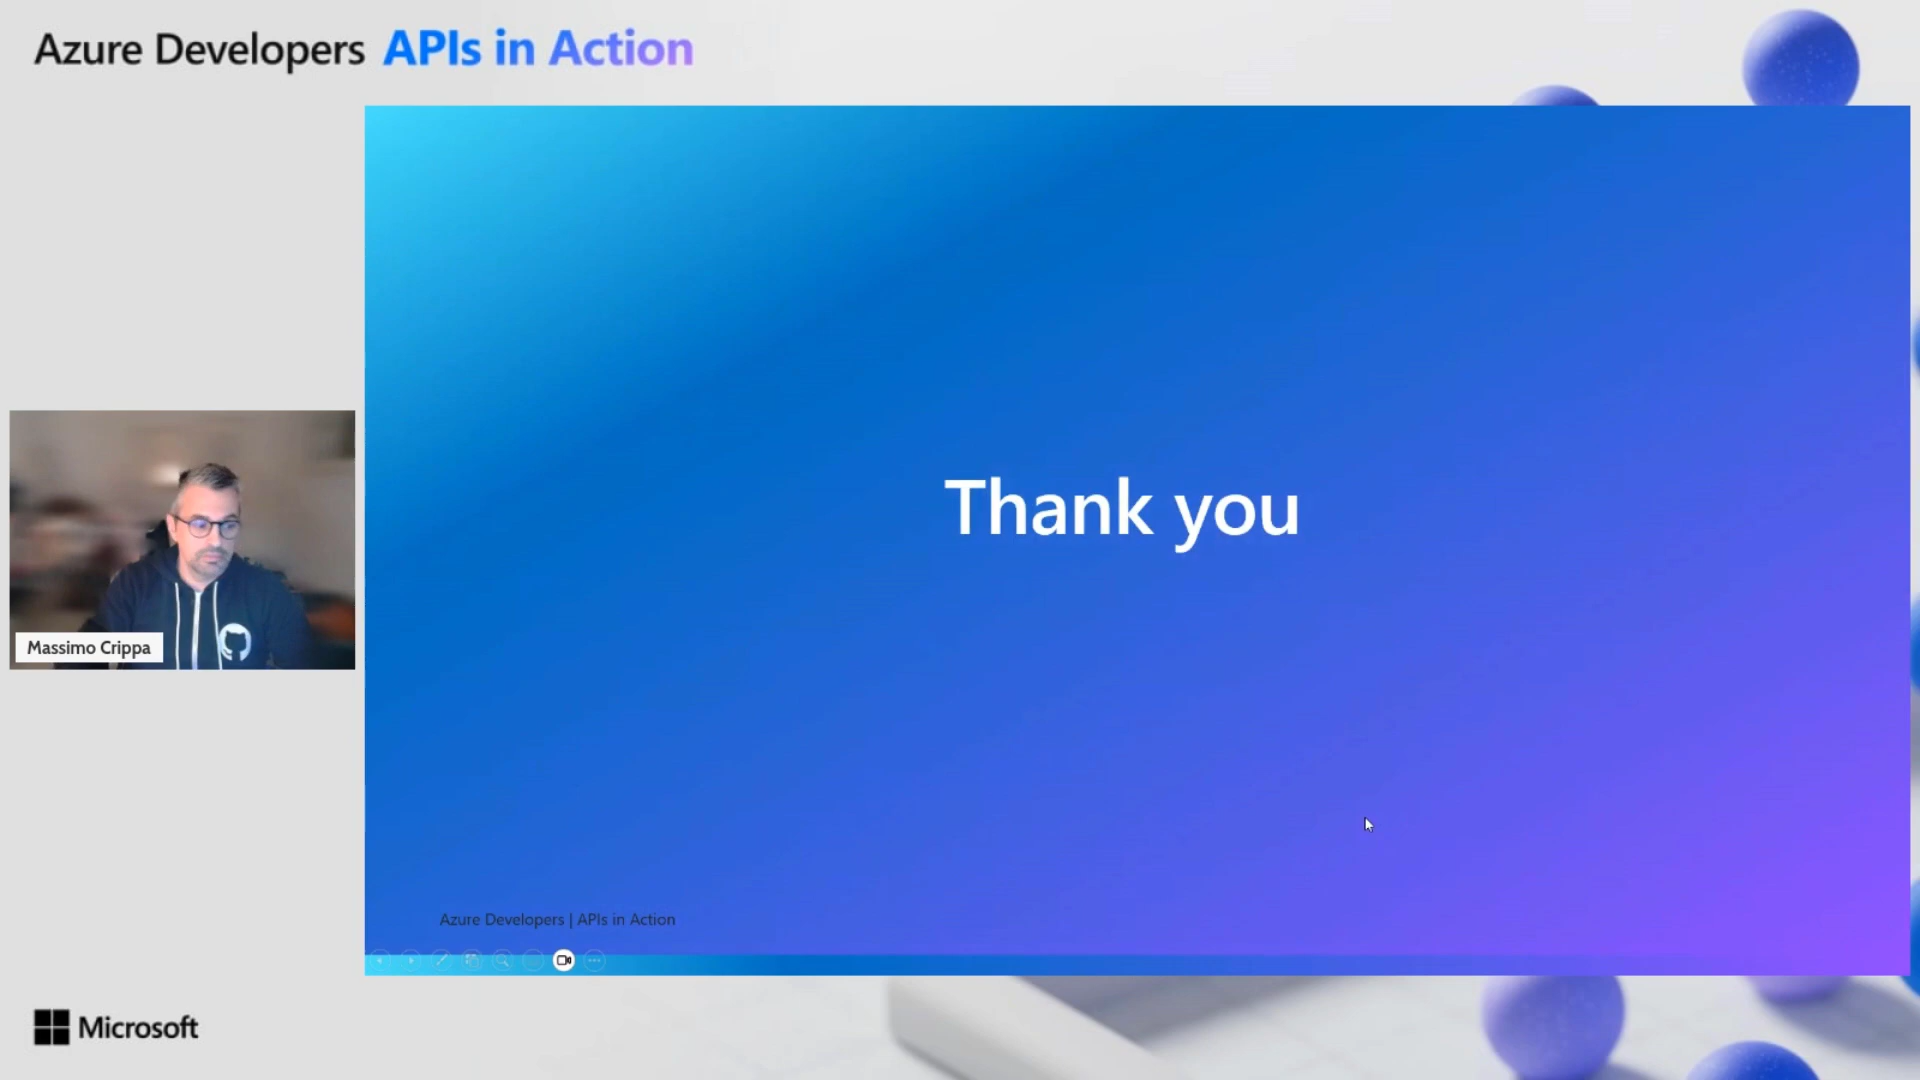 Azure Developers APIs in Action
Thank you
Massimo Crippa
Azure Developers | APIs in Action
Microsoft